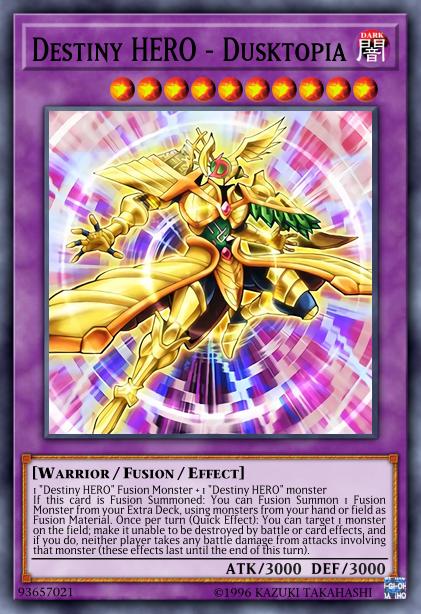 Destiny HERO - Dusktopia
DARK
闇
[Warrior / Fusion / Effect]
1 "Destiny HERO" Fusion Monster + 1 "Destiny HERO" monster
If this card is Fusion Summoned: You can Fusion Summon 1 Fusion
Monster from your Extra Deck, using monsters from your hand or field as
Fusion Material. Once per turn (Quick Effect): You can target 1 monster
on the field; make it unable to be destroyed by battle or card effects, and
if you do, neither player takes any battle damage from attacks involving
that monster (these effects last until the end of this turn).
ATK/3000 DEF/3000
93657021
©1996 KAZUKI TAKAHASHI